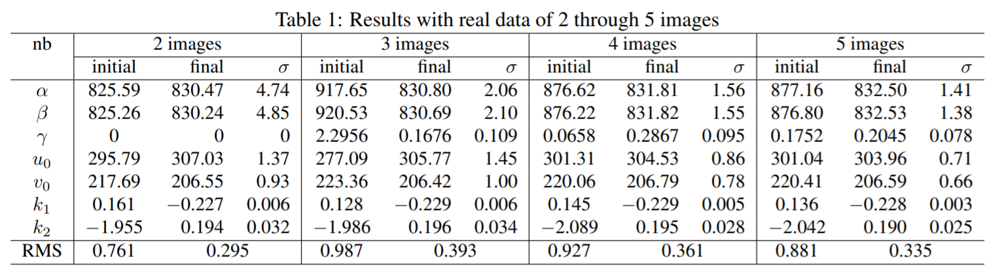 Table 1: Results with real data of 2 through 5 images
nb 2 images 3 images 4 images 5 images
initial final σ initial final σ initial final σ initial final σ
α 825.59 830.47 4.74 917.65 830.80 2.06 876.62 831.81 1.56 877.16 832.50 1.41
β 825.26 830.24 4.85 920.53 830.69 2.10 876.22 831.82 1.55 876.80 832.53 1.38
γ 0 0 0 2.2956 0.1676 0.109 0.0658 0.2867 0.095 0.1752 0.2045 0.078
u₀ 295.79 307.03 1.37 277.09 305.77 1.45 301.31 304.53 0.86 301.04 303.96 0.71
v₀ 217.69 206.55 0.93 223.36 206.42 1.00 220.06 206.79 0.78 220.41 206.59 0.66
k₁ 0.161 −0.227 0.006 0.128 −0.229 0.006 0.145 −0.229 0.005 0.136 −0.228 0.003
k₂ −1.955 0.194 0.032 −1.986 0.196 0.034 −2.089 0.195 0.028 −2.042 0.190 0.025
RMS 0.761 0.295 0.987 0.393 0.927 0.361 0.881 0.335